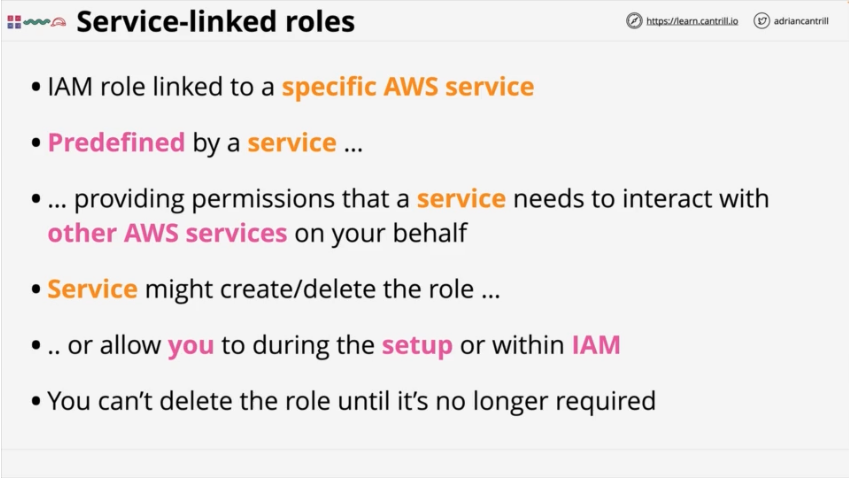 Service-linked roles
https://learn.cantrill.io
adriancantrill
• IAM role linked to a specific AWS service
• Predefined by a service ...
• ... providing permissions that a service needs to interact with
other AWS services on your behalf
• Service might create/delete the role ...
• .. or allow you to during the setup or within IAM
• You can’t delete the role until it’s no longer required